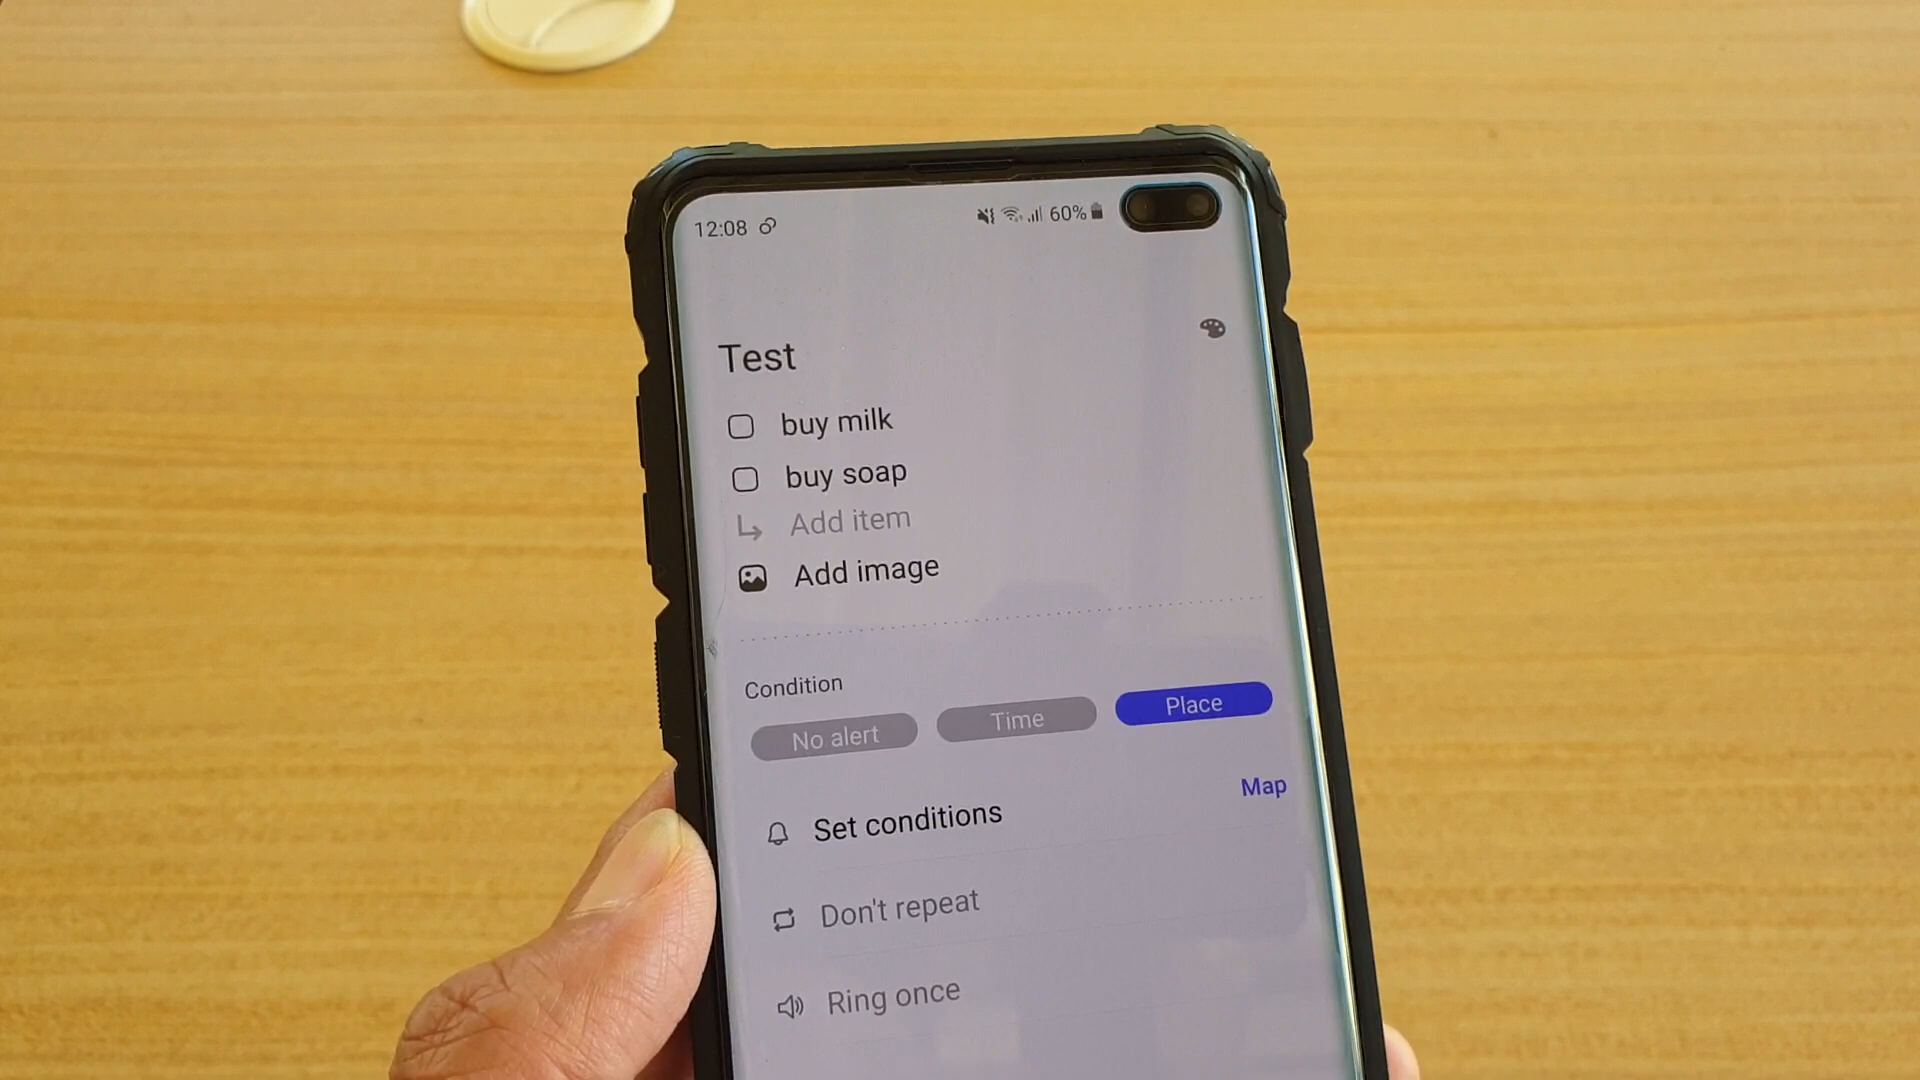 12:08 60%
Test
buy milk
buy soap
Add item
Add image
Condition
No alert Time Place
Map
Set conditions
Don't repeat
Ring once